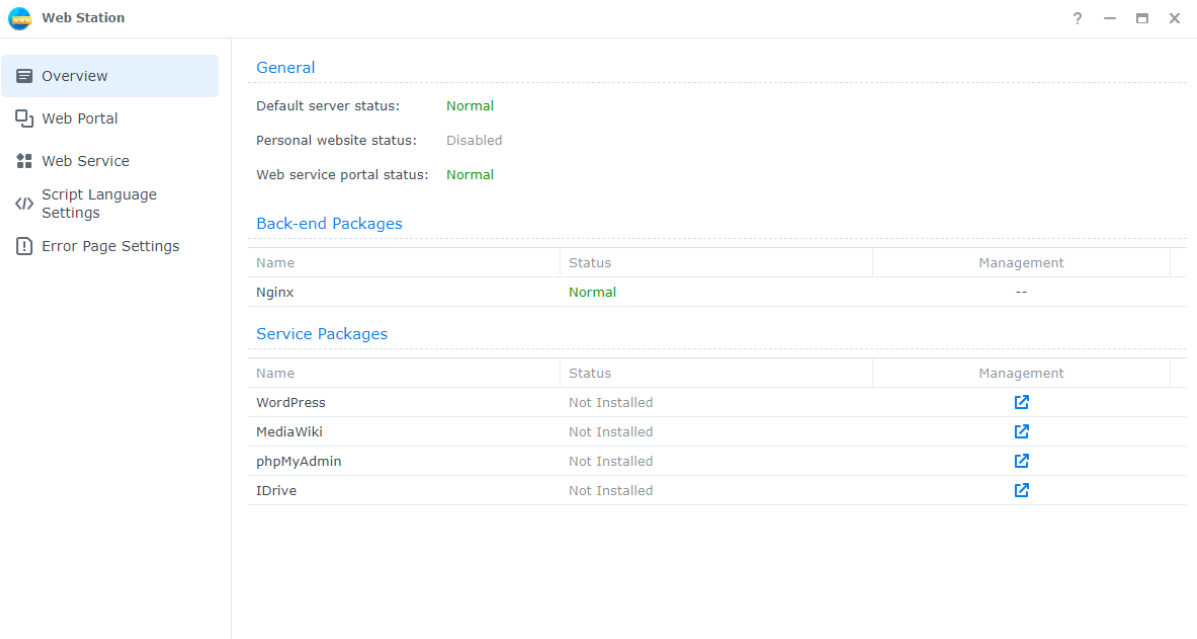 Web Station
?
Overview
Web Portal
Web Service
Script Language
Settings
Error Page Settings
General
Default server status: Normal
Personal website status: Disabled
Web service portal status: Normal
Back-end Packages
Name Status Management
Nginx Normal --
Service Packages
Name Status Management
WordPress Not Installed
MediaWiki Not Installed
phpMyAdmin Not Installed
IDrive Not Installed